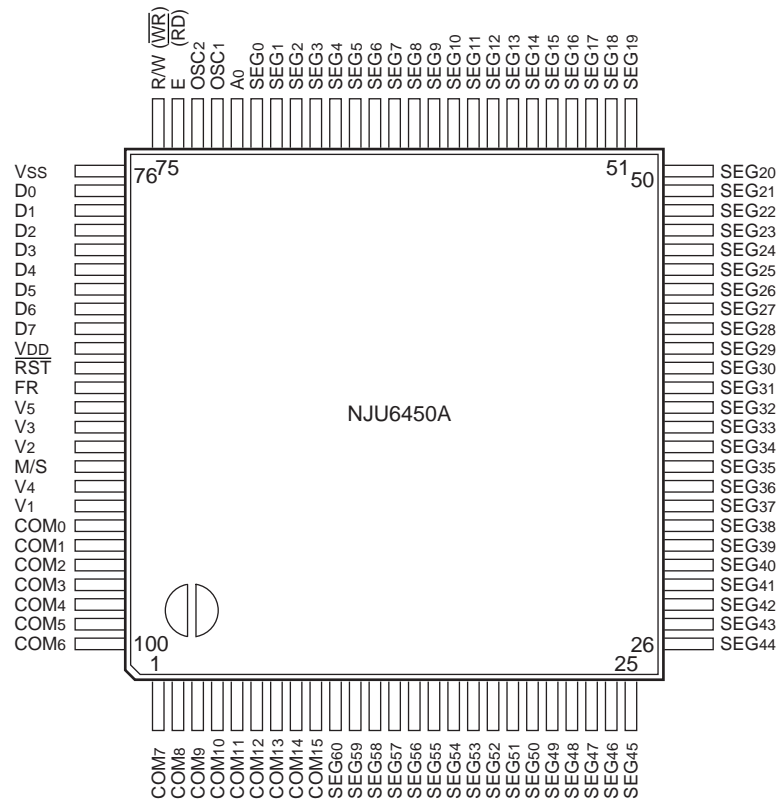 R/W (WR)
E (RD)
OSC2
OSC1
A0
SEG0
SEG1
SEG2
SEG3
SEG4
SEG5
SEG6
SEG7
SEG8
SEG9
SEG10
SEG11
SEG12
SEG13
SEG14
SEG15
SEG16
SEG17
SEG18
SEG19
VSS
D0
D1
D2
D3
D4
D5
D6
D7
VDD
RST
FR
V5
V3
V2
M/S
V4
V1
COM0
COM1
COM2
COM3
COM4
COM5
COM6
76
75
51
50
NJU6450A
100
1
26
25
SEG20
SEG21
SEG22
SEG23
SEG24
SEG25
SEG26
SEG27
SEG28
SEG29
SEG30
SEG31
SEG32
SEG33
SEG34
SEG35
SEG36
SEG37
SEG38
SEG39
SEG40
SEG41
SEG42
SEG43
SEG44
COM7
COM8
COM9
COM10
COM11
COM12
COM13
COM14
COM15
SEG60
SEG59
SEG58
SEG57
SEG56
SEG55
SEG54
SEG53
SEG52
SEG51
SEG50
SEG49
SEG48
SEG47
SEG46
SEG45